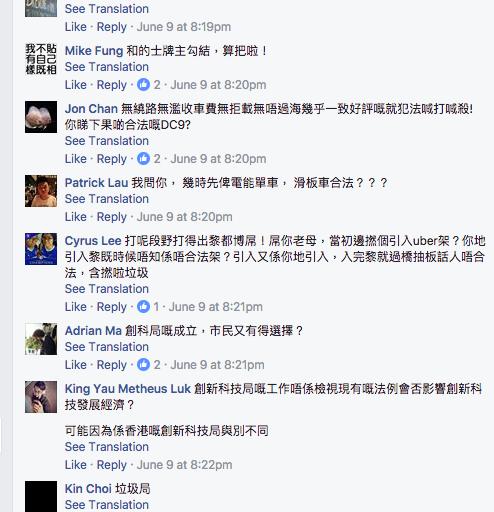 See Translation
Like · Reply · June 9 at 8:19pm
我不貼
有自己
樣既相
Mike Fung 和的士牌主勾結，算把啦！
See Translation
Like · Reply · 2 · June 9 at 8:20pm
Jon Chan 無繞路無濫收車費無拒載無唔過海幾乎一致好評嘅就犯法喊打喊殺!
你睇下果啲合法嘅DC9?
See Translation
Like · Reply · 2 · June 9 at 8:20pm
Patrick Lau 我問你， 幾時先俾電能單車， 滑板車合法？？？
See Translation
Like · Reply · June 9 at 8:20pm
Cyrus Lee 打呢段野打得出黎都博屌！屌你老母，當初邊撚個引入uber架？你地
引入黎既時候唔知係唔合法架？引入又係你地引入，入完黎就過橋抽板話人唔合
法，含撚啦垃圾
See Translation
Like · Reply · 1 · June 9 at 8:21pm
Adrian Ma 創科局嘅成立，市民又有得選擇？
See Translation
Like · Reply · 2 · June 9 at 8:21pm
King Yau Metheus Luk 創新科技局嘅工作唔係檢視現有嘅法例會否影響創新科
技發展經濟？
可能因為係香港嘅創新科技局與別不同
See Translation
Like · Reply · June 9 at 8:22pm
Kin Choi 垃圾局
See Translation